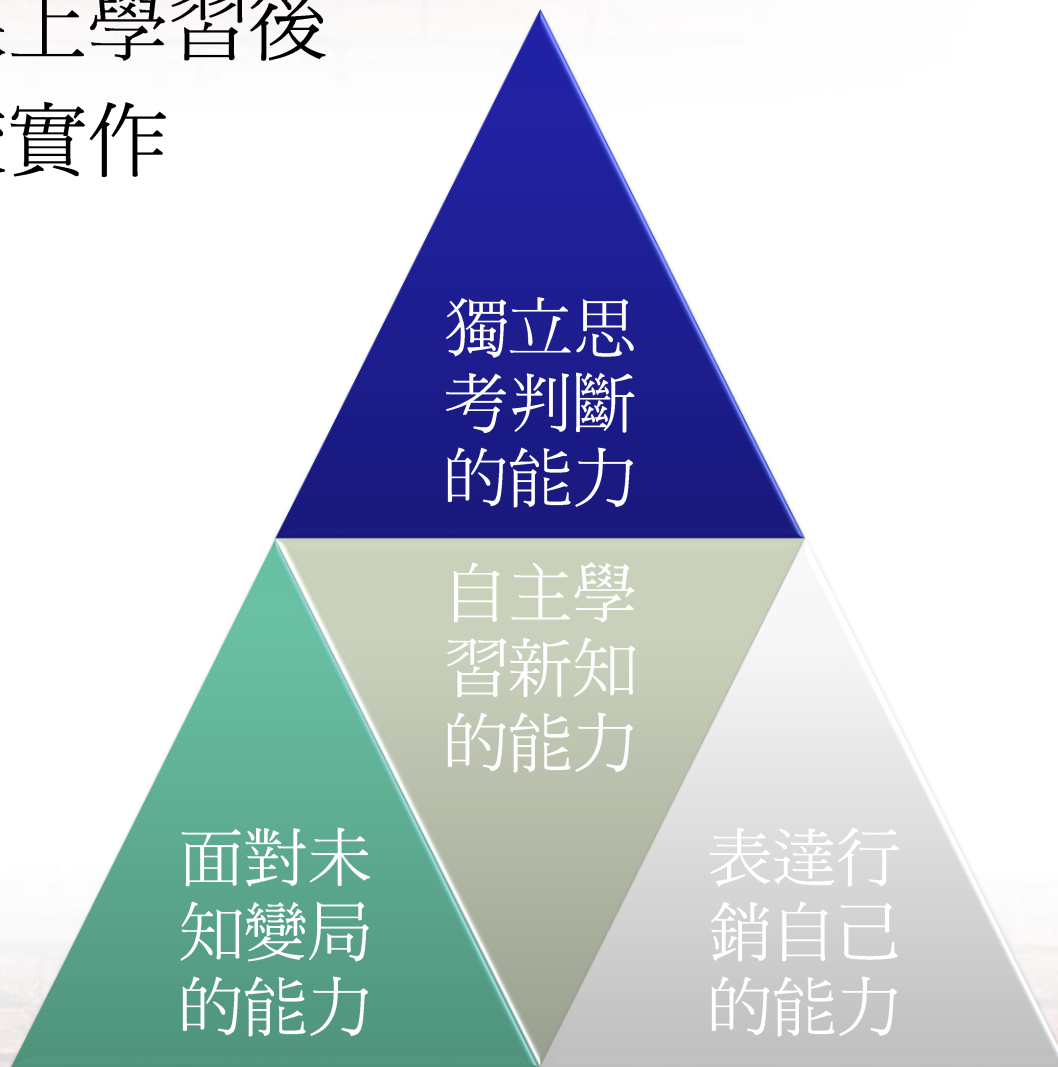 上學習後
實作
獨立思
考判斷
的能力
自主學
習新知
的能力
面對未
知變局
的能力
表達行
銷自己
的能力